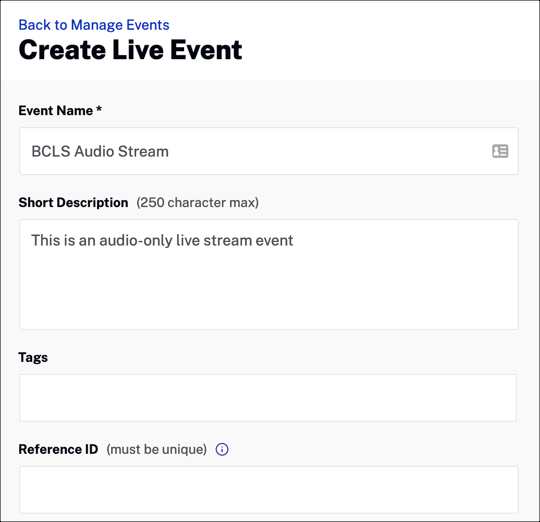 Back to Manage Events
Create Live Event
Event Name *
BCLS Audio Stream
Short Description (250 character max)
This is an audio-only live stream event
Tags
Reference ID (must be unique)